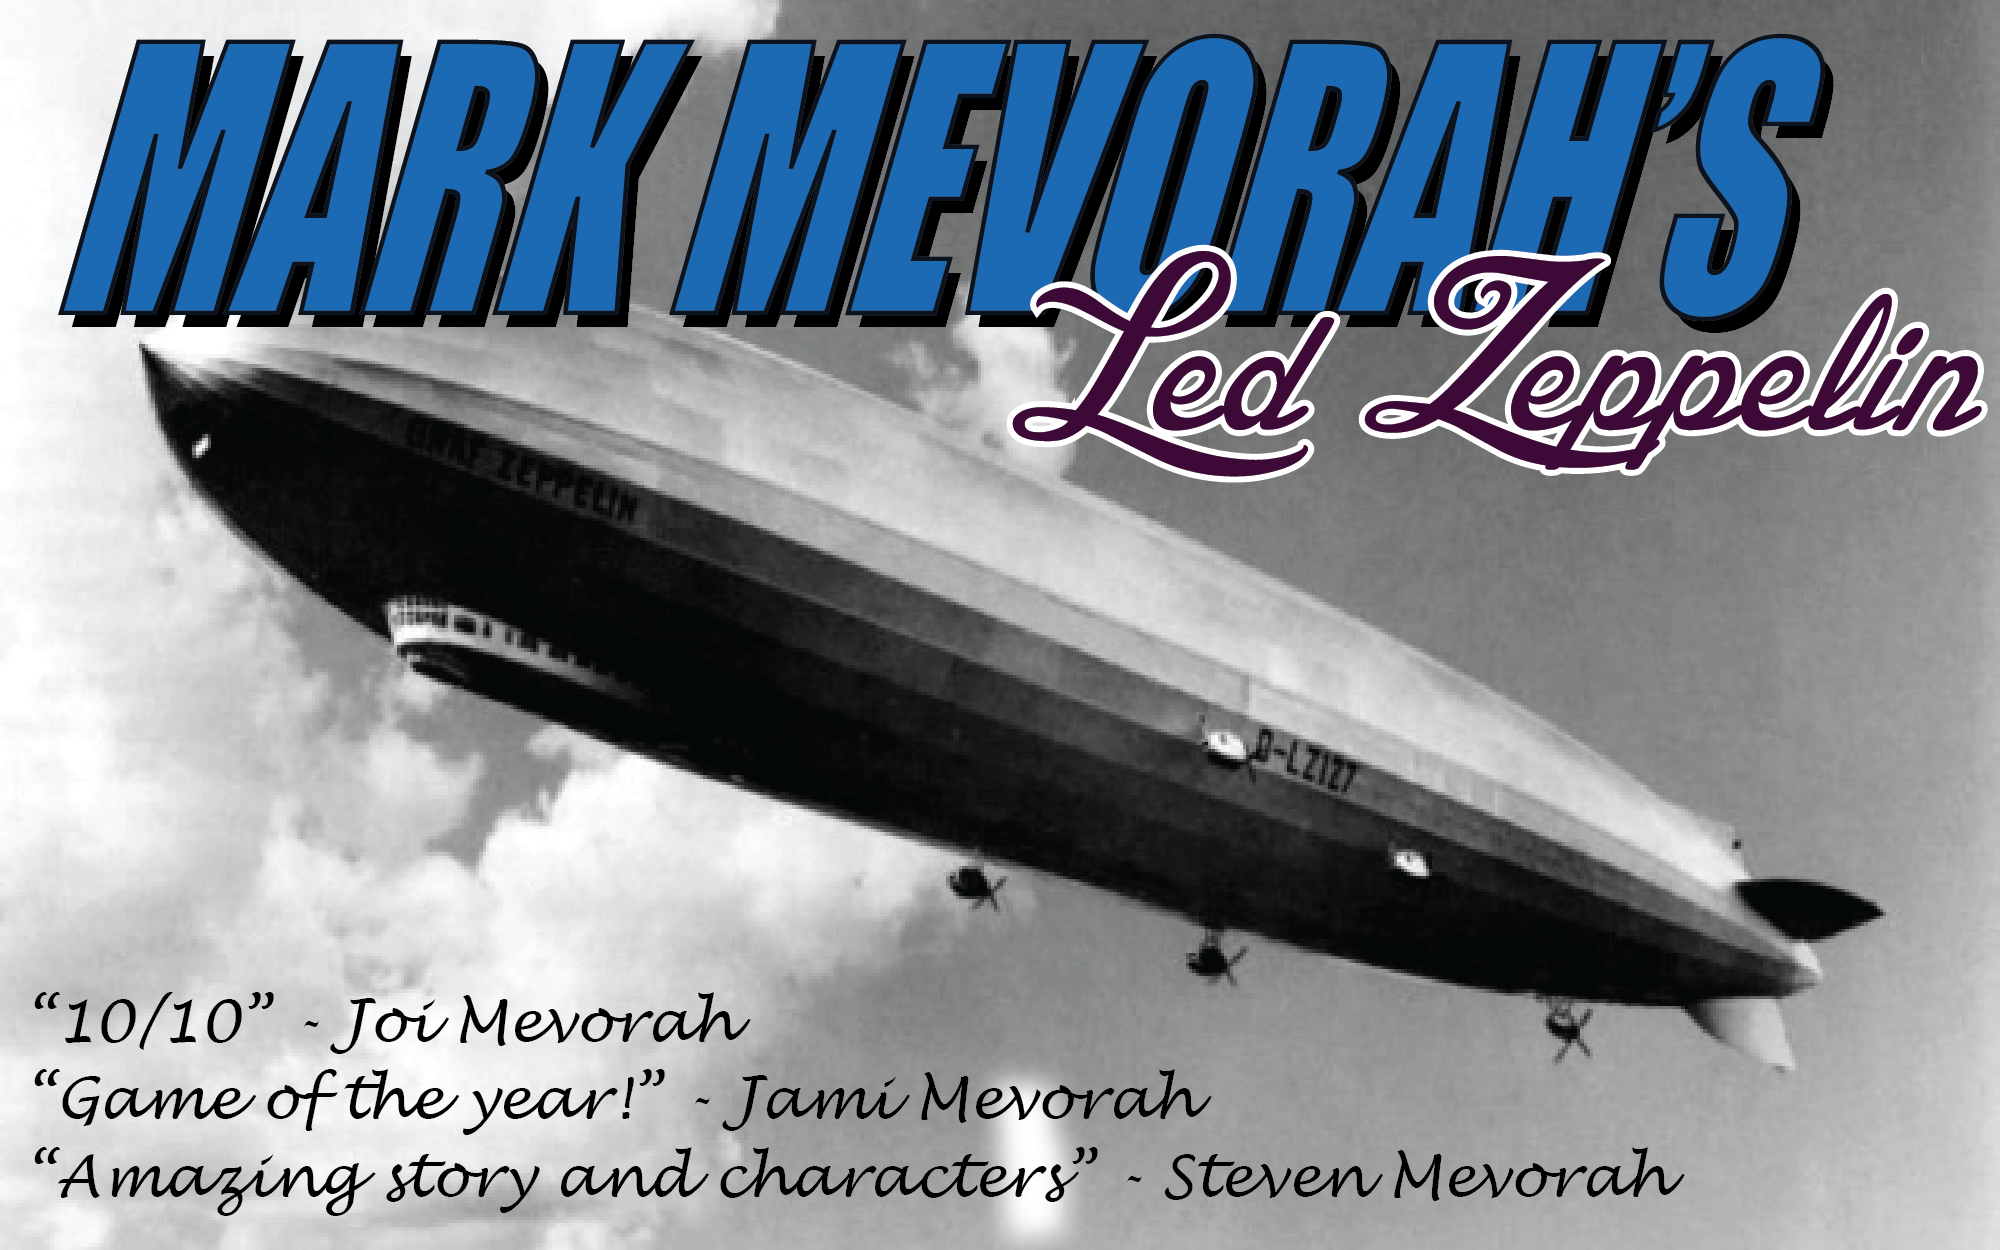 MARK MEVORAH'S
Led Zeppelin
GRAF ZEPPELIN
D-LZ127
“10/10” - Joi Mevorah
“Game of the year!” - Jami Mevorah
“Amazing story and characters” - Steven Mevorah